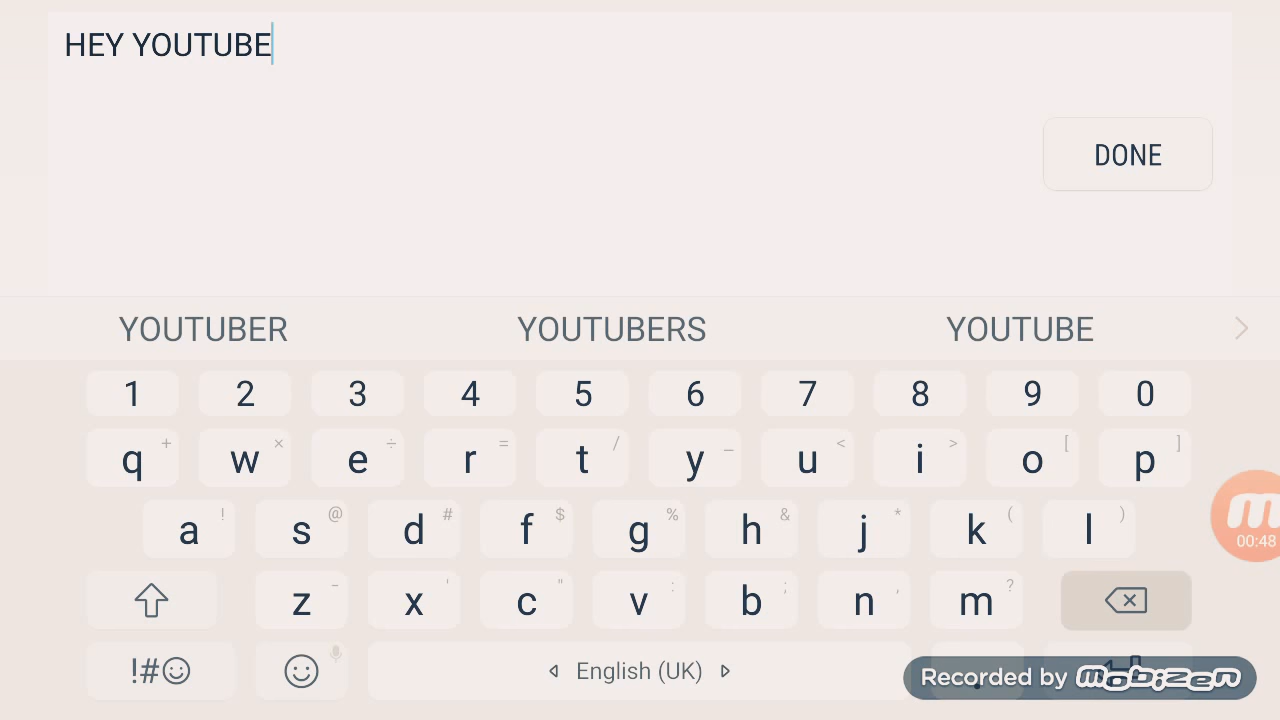 HEY YOUTUBE
DONE
YOUTUBER YOUTUBERS YOUTUBE
1 2 3 4 5 6 7 8 9 0
q + w × e ÷ r = t / y _ u < i > o [ p ]
a ! s @ d # f $ g % h & j * k ( l )
z - x ' c " v : b ; n , m ?
!#☺ English (UK) .
Recorded by mobizen
00:48